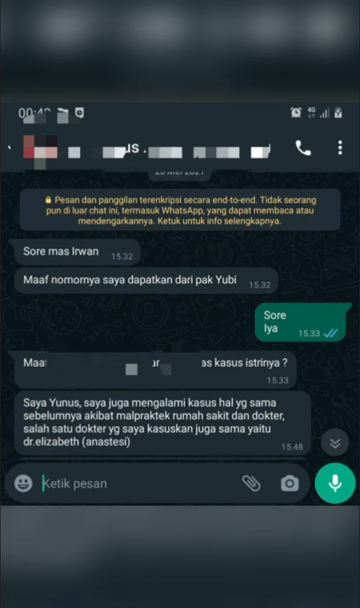 us .
Pesan dan panggilan terenkripsi secara end-to-end. Tidak seorang
pun di luar chat ini, termasuk WhatsApp, yang dapat membaca atau
mendengarkannya. Ketuk untuk info selengkapnya.
Sore mas Irwan
15.32
Maaf nomornya saya dapatkan dari pak Yubi
15.32
Sore
Iya
15.33
as kasus istrinya ?
15.33
Saya Yunus, saya juga mengalami kasus hal yg sama
sebelumnya akibat malpraktek rumah sakit dan dokter,
salah satu dokter yg saya kasuskan juga sama yaitu
dr.elizabeth (anastesi)
15.48
Ketik pesan